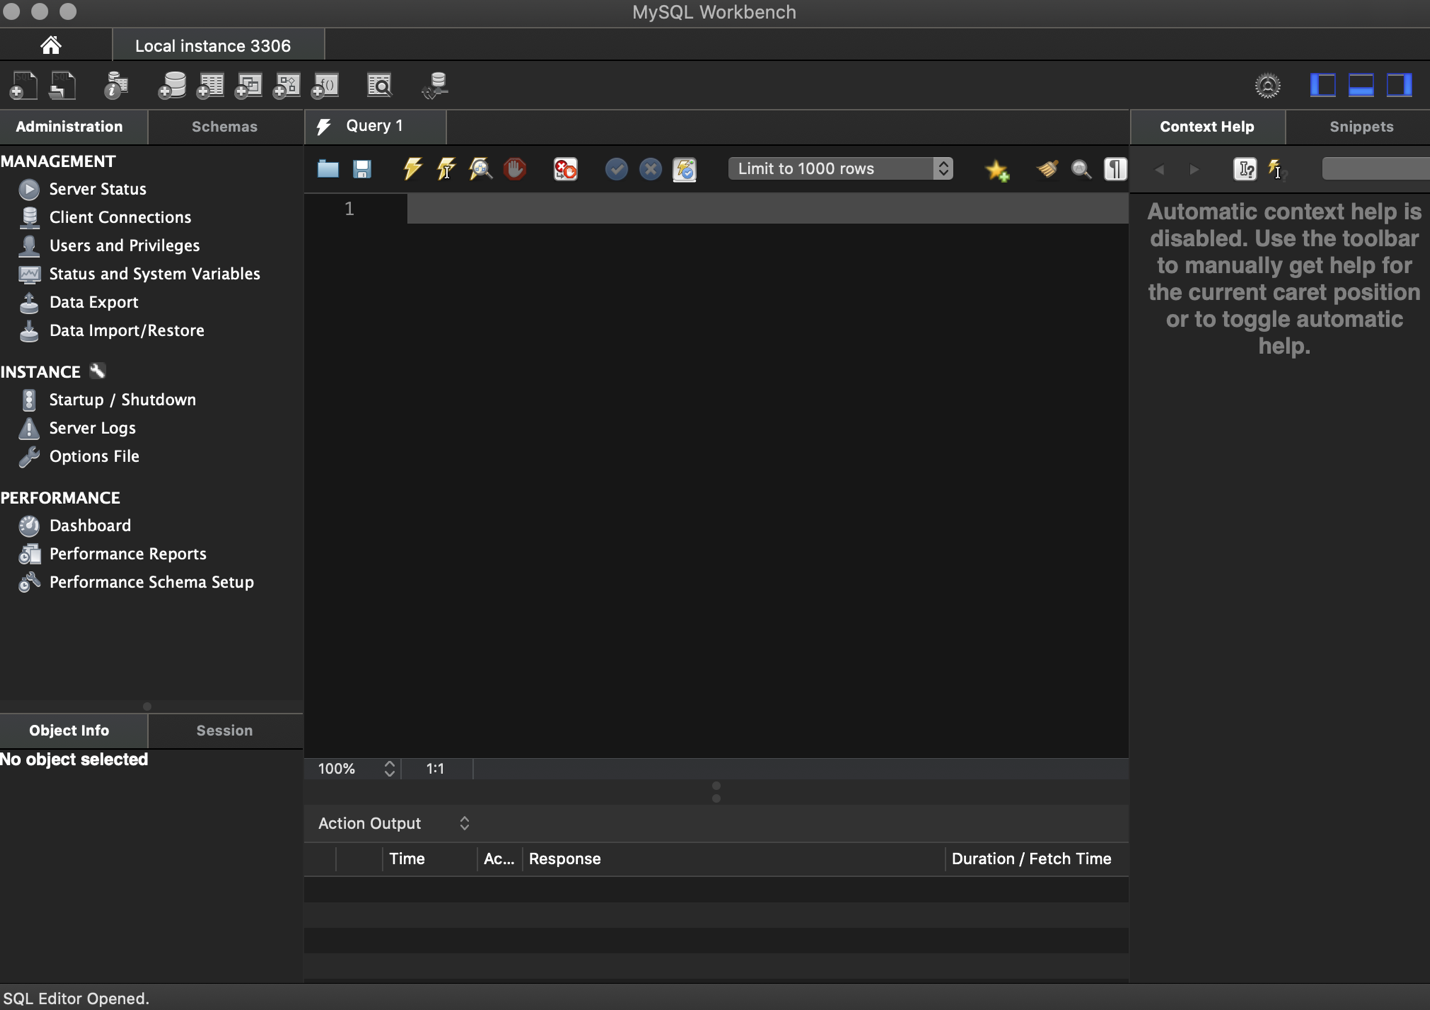 MySQL Workbench
Local instance 3306
Administration
Schemas
Query 1
Context Help
Snippets
MANAGEMENT
Server Status
Client Connections
Users and Privileges
Status and System Variables
Data Export
Data Import/Restore
INSTANCE
Startup / Shutdown
Server Logs
Options File
PERFORMANCE
Dashboard
Performance Reports
Performance Schema Setup
Limit to 1000 rows
1
Automatic context help is
disabled. Use the toolbar
to manually get help for
the current caret position
or to toggle automatic
help.
Object Info
Session
No object selected
100%
1:1
Action Output
Time
Ac...
Response
Duration / Fetch Time
SQL Editor Opened.